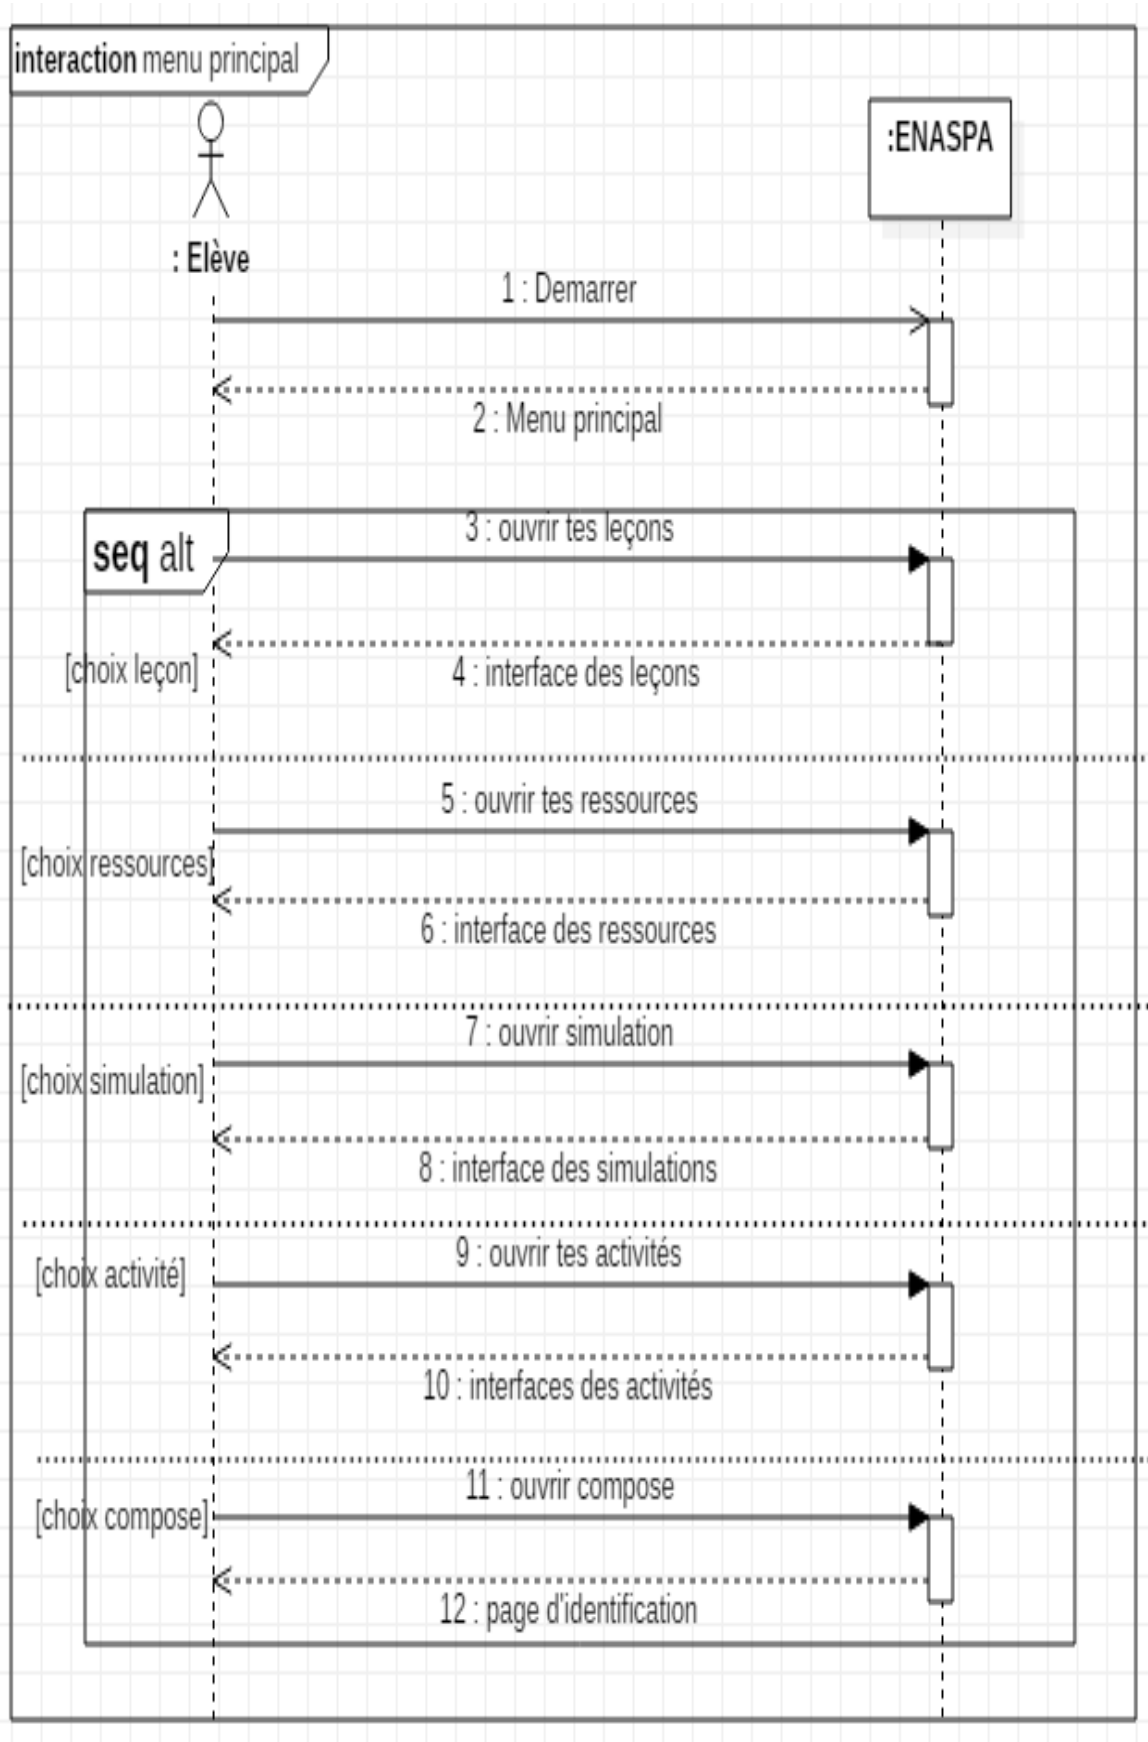 interaction menu principal
:ENASPA
: Elève
1 : Demarrer
2 : Menu principal
seq alt
3 : ouvrir tes leçons
[choix leçon]
4 : interface des leçons
5 : ouvrir tes ressources
[choix ressources]
6 : interface des ressources
7 : ouvrir simulation
[choix simulation]
8 : interface des simulations
9 : ouvrir tes activités
[choix activité]
10 : interfaces des activités
11 : ouvrir compose
[choix compose]
12 : page d'identification